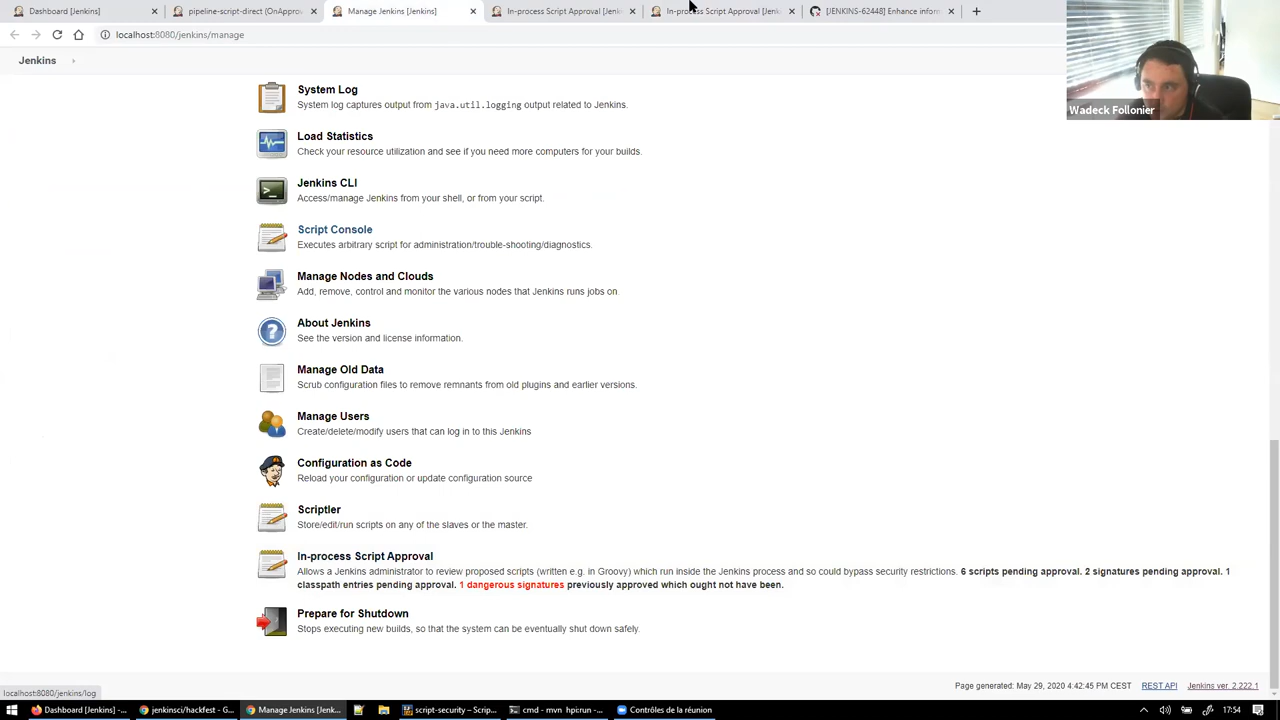 Dashboard [Jenkins]
pipeline-script-direct [OnApprov
Manage Jenkins [Jenkins]
In-process Script Approval [Jenkin
In-process Script Approval [Jenkin
localhost:8080/jenkins/manage
Jenkins
Wadeck Follonier
System Log
System log captures output from java.util.logging output related to Jenkins.
Load Statistics
Check your resource utilization and see if you need more computers for your builds.
Jenkins CLI
Access/manage Jenkins from your shell, or from your script.
Script Console
Executes arbitrary script for administration/trouble-shooting/diagnostics.
Manage Nodes and Clouds
Add, remove, control and monitor the various nodes that Jenkins runs jobs on.
About Jenkins
See the version and license information.
Manage Old Data
Scrub configuration files to remove remnants from old plugins and earlier versions.
Manage Users
Create/delete/modify users that can log in to this Jenkins
Configuration as Code
Reload your configuration or update configuration source
Scriptler
Store/edit/run scripts on any of the slaves or the master.
In-process Script Approval
Allows a Jenkins administrator to review proposed scripts (written e.g. in Groovy) which run inside the Jenkins process and so could bypass security restrictions. 6 scripts pending approval. 2 signatures pending approval. 1
classpath entries pending approval. 1 dangerous signatures previously approved which ought not have been.
Prepare for Shutdown
Stops executing new builds, so that the system can be eventually shut down safely.
Page generated: May 29, 2020 4:42:45 PM CEST
REST API
Jenkins ver. 2.222.1
localhost:8080/jenkins/log
Dashboard [Jenkins] -...
jenkinsci/hackfest - G...
Manage Jenkins [Jenk...
script-security – Scrip...
cmd - mvn hpi:run -...
Contrôles de la réunion
17:54